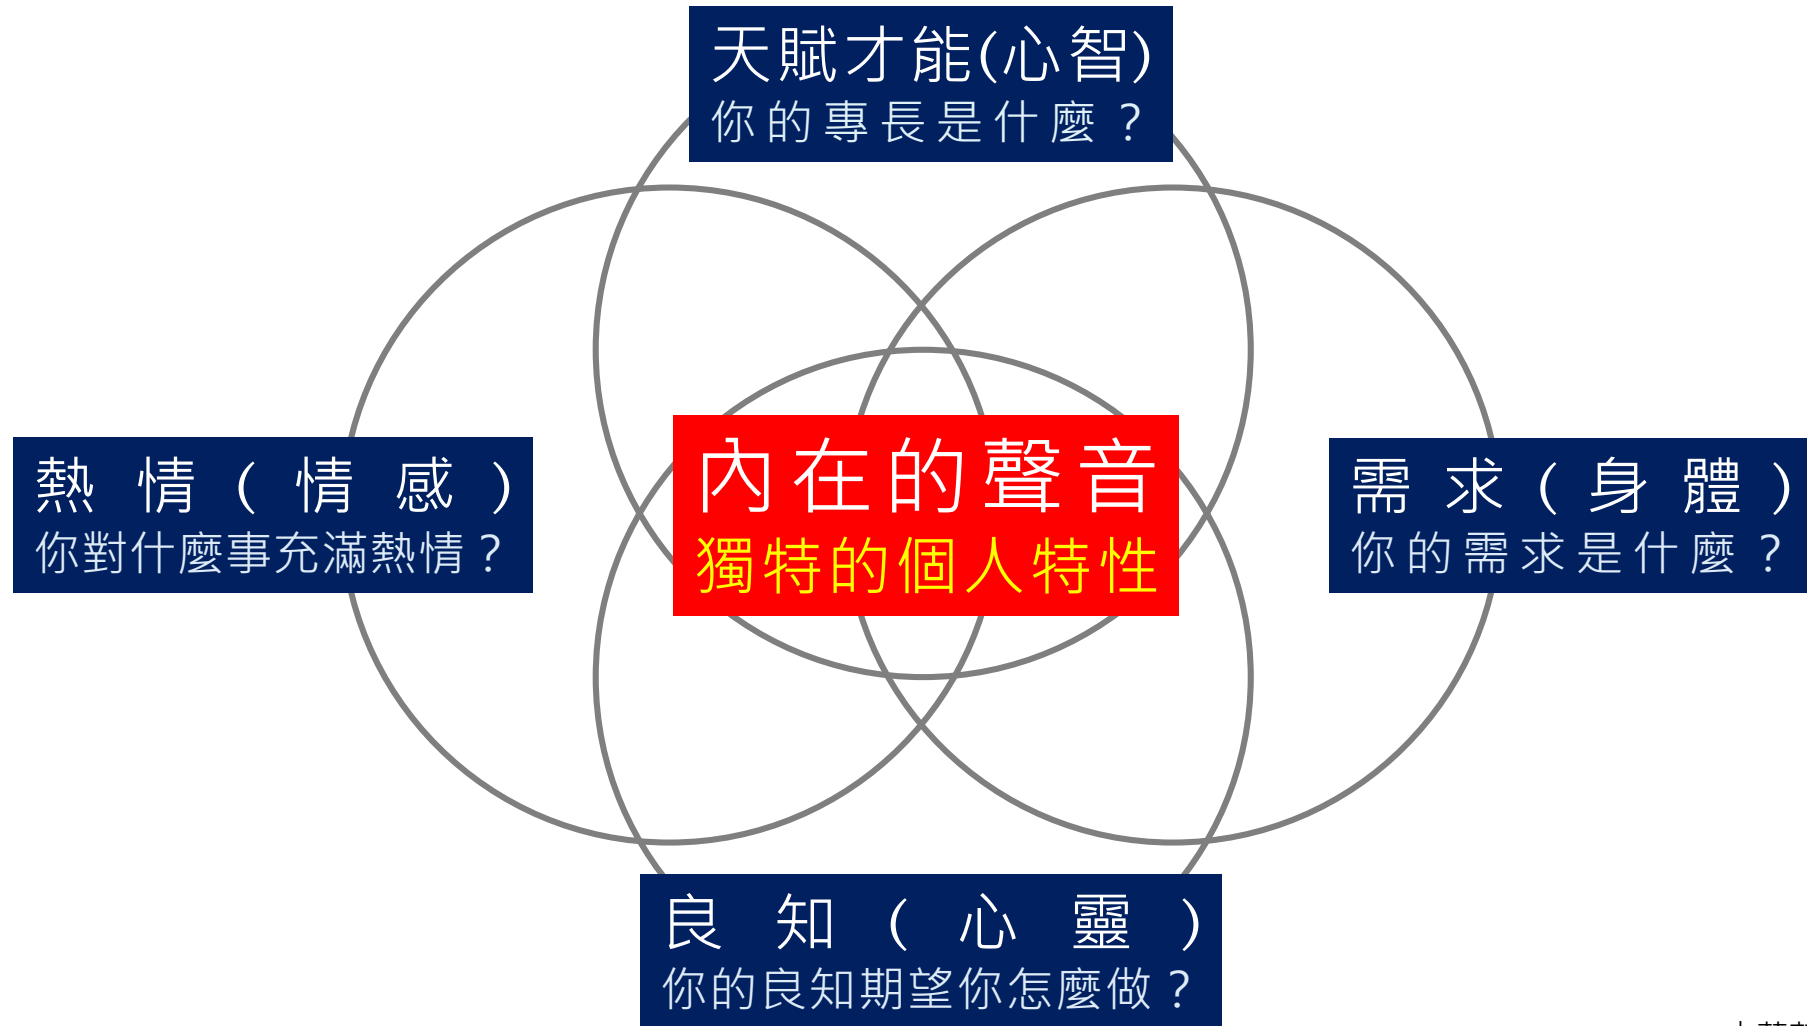 天賦才能(心智)
你的專長是什麼？
熱情(情感)
你對什麼事充滿熱情？
內在的聲音
獨特的個人特性
需求(身體)
你的需求是什麼？
良知(心靈)
你的良知期望你怎麼做？